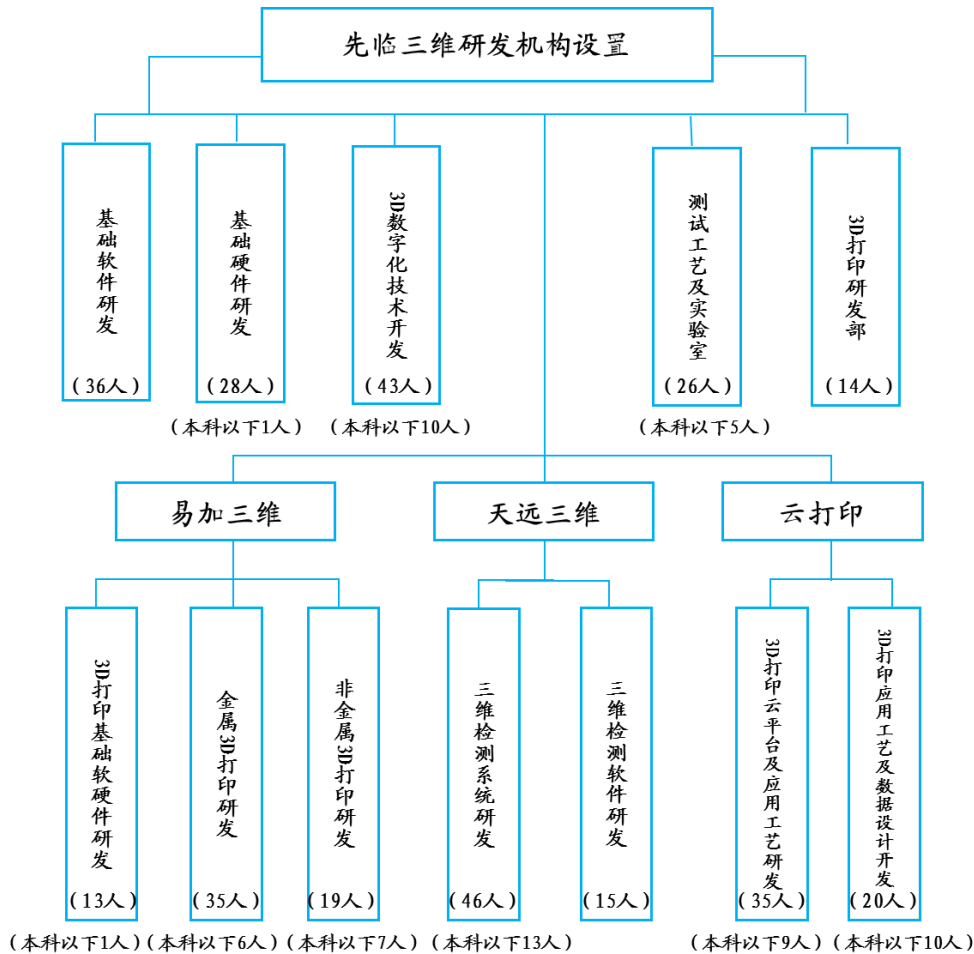 先临三维研发机构设置
基础软件研发
(36人)
基础硬件研发
(28人)
(本科以下1人)
3D数字化技术开发
(43人)
(本科以下10人)
测试工艺及实验室
(26人)
(本科以下5人)
3D打印研发部
(14人)
易加三维
天远三维
云打印
3D打印基础软硬件研发
(13人)
(本科以下1人)
金属3D打印研发
(35人)
(本科以下6人)
非金属3D打印研发
(19人)
(本科以下7人)
三维检测系统研发
(46人)
(本科以下13人)
三维检测软件研发
(15人)
3D打印云平台及应用工艺研发
(35人)
(本科以下9人)
3D打印应用工艺及数据设计开发
(20人)
(本科以下10人)